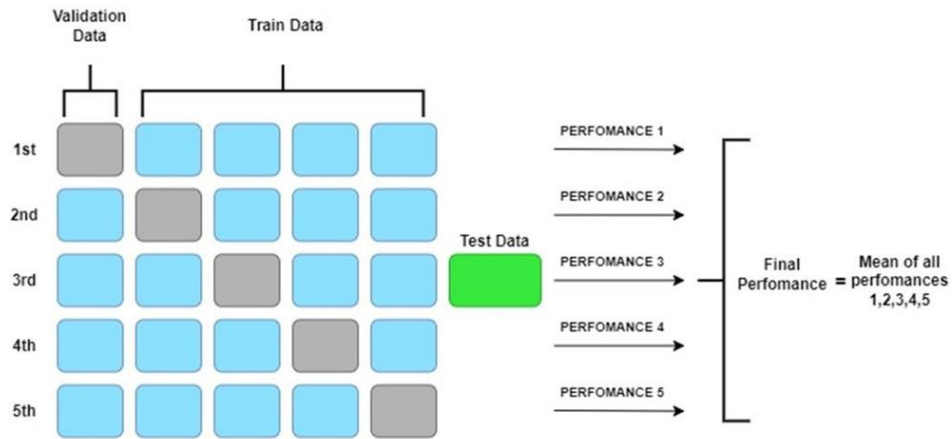 Validation
Data
Train Data
1st
2nd
3rd
4th
5th
Test Data
PERFOMANCE 1
PERFOMANCE 2
PERFOMANCE 3
PERFOMANCE 4
PERFOMANCE 5
Final
Perfomance
=
Mean of all
perfomances
1,2,3,4,5